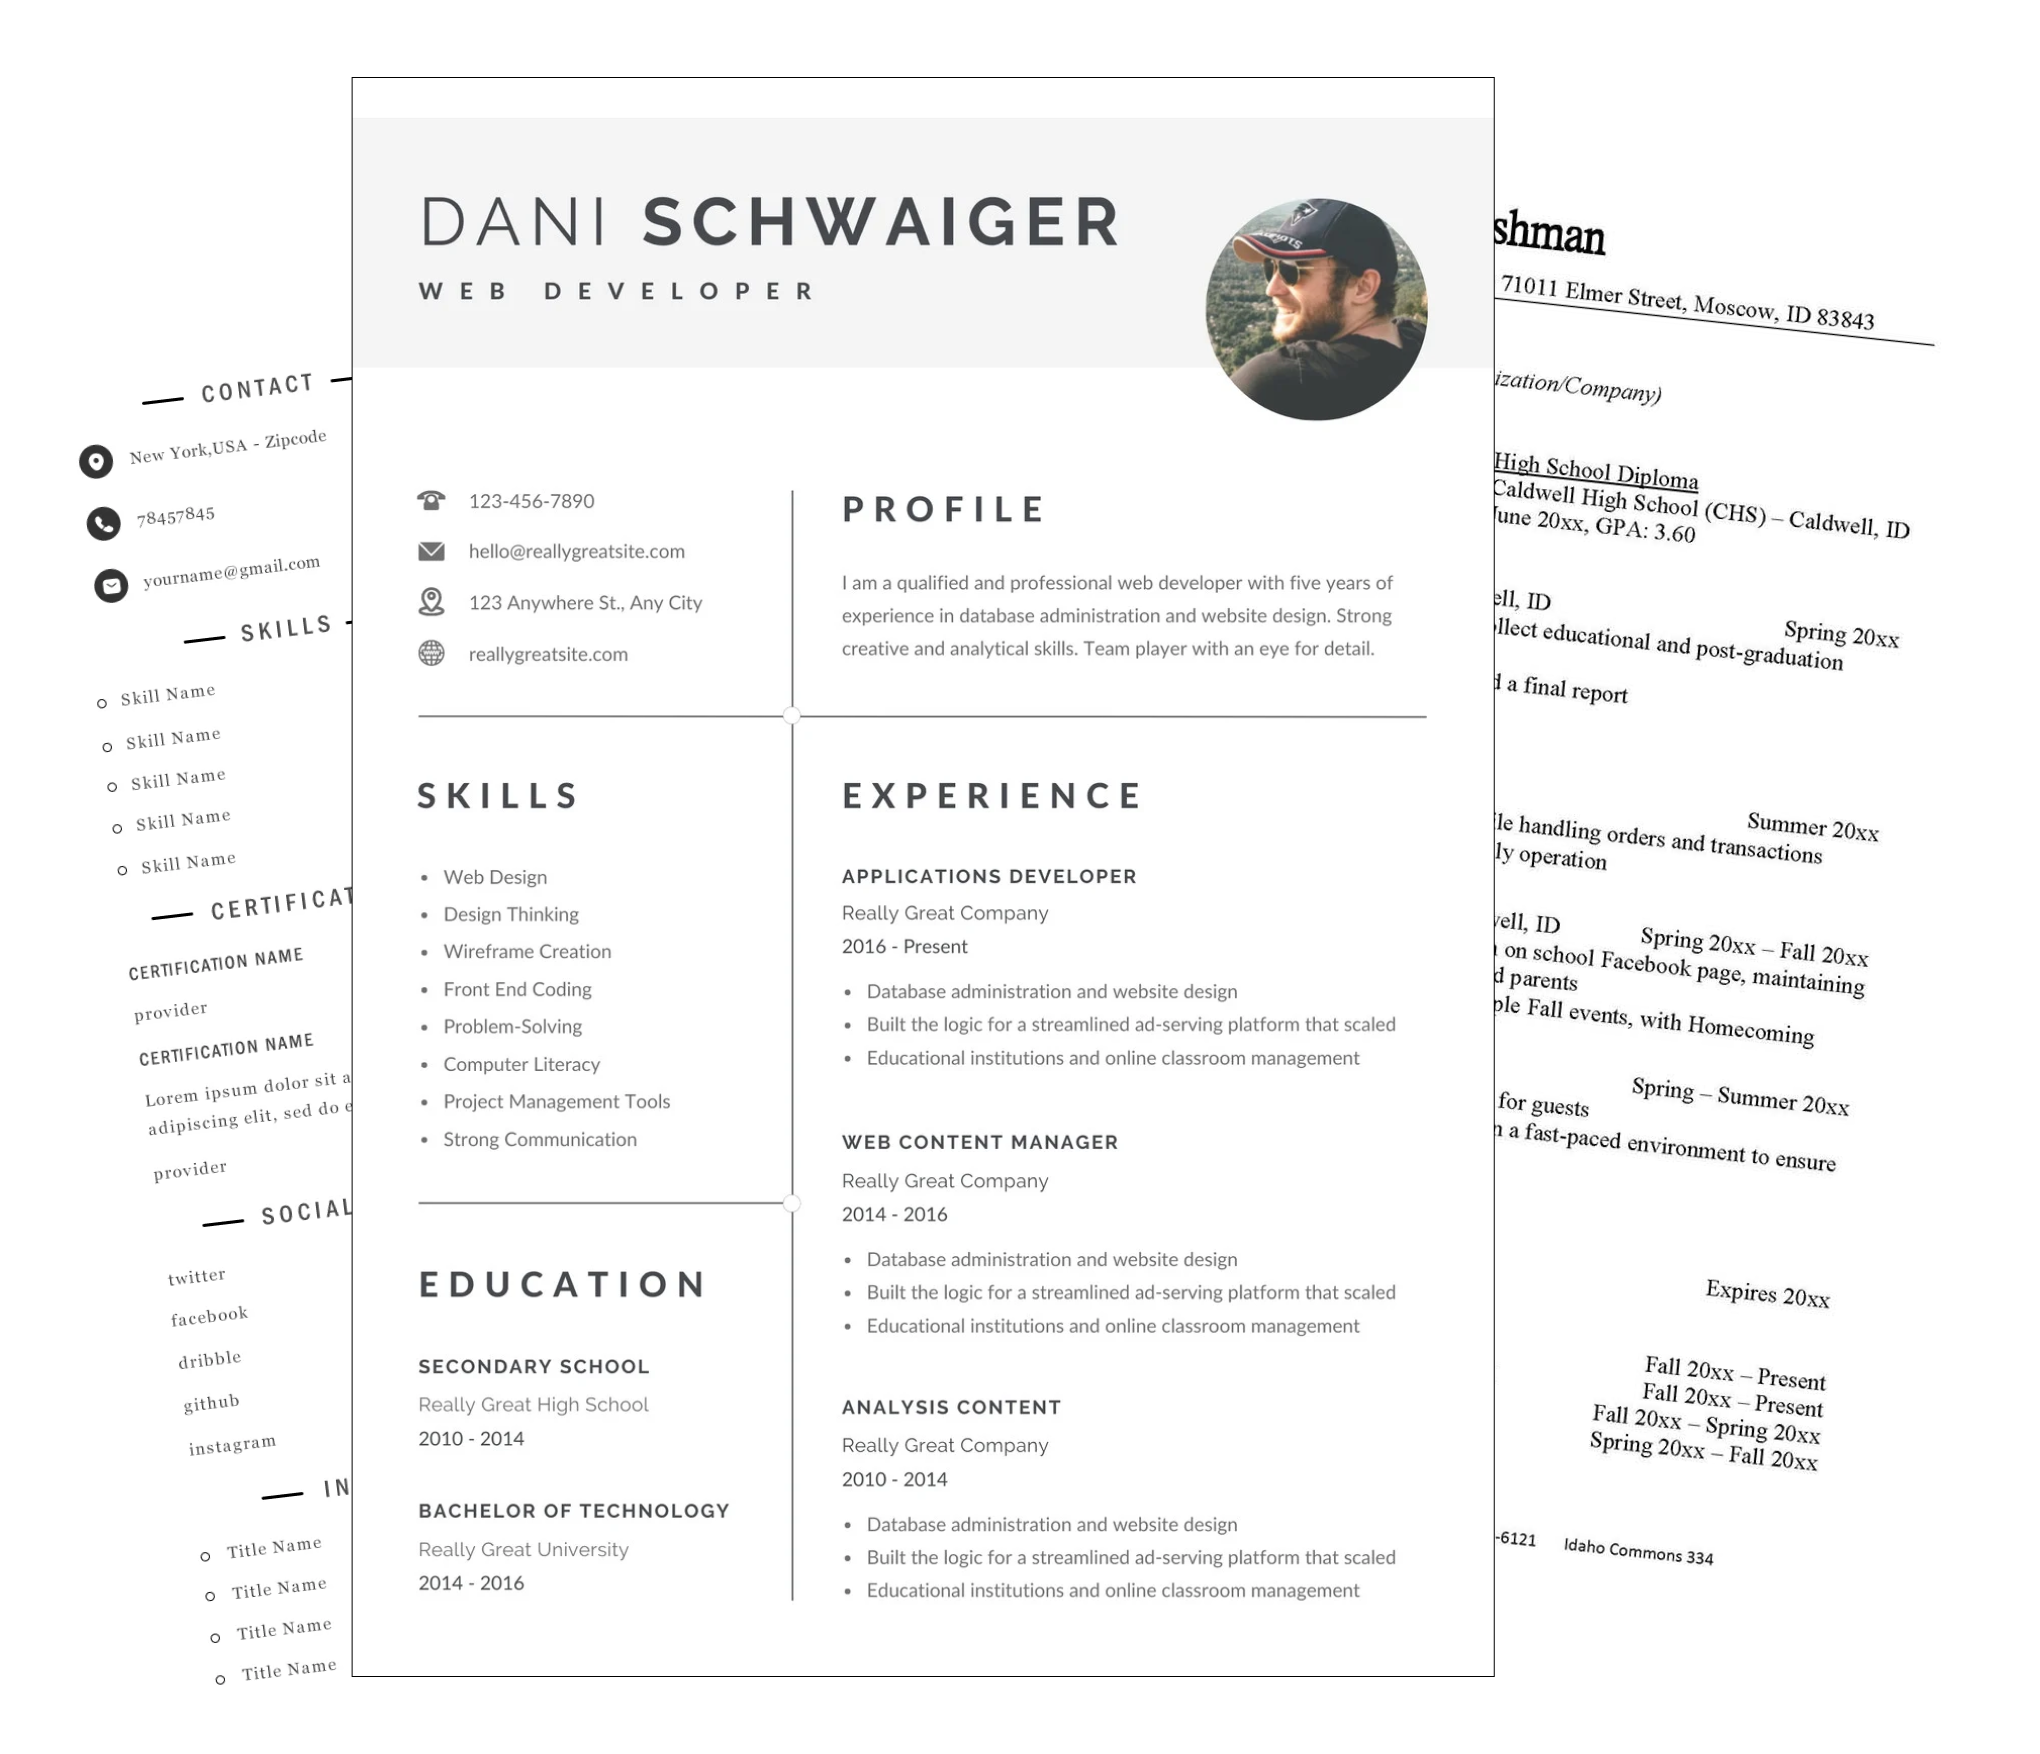 DANI SCHWAIGER
WEB DEVELOPER
123-456-7890
hello@reallygreatsite.com
123 Anywhere St., Any City
reallygreatsite.com
PROFILE
I am a qualified and professional web developer with five years of
experience in database administration and website design. Strong
creative and analytical skills. Team player with an eye for detail.
SKILLS
Web Design
Design Thinking
Wireframe Creation
Front End Coding
Problem-Solving
Computer Literacy
Project Management Tools
Strong Communication
EDUCATION
SECONDARY SCHOOL
Really Great High School
2010 - 2014
BACHELOR OF TECHNOLOGY
Really Great University
2014 - 2016
EXPERIENCE
APPLICATIONS DEVELOPER
Really Great Company
2016 - Present
Database administration and website design
Built the logic for a streamlined ad-serving platform that scaled
Educational institutions and online classroom management
WEB CONTENT MANAGER
Really Great Company
2014 - 2016
Database administration and website design
Built the logic for a streamlined ad-serving platform that scaled
Educational institutions and online classroom management
ANALYSIS CONTENT
Really Great Company
2010 - 2014
Database administration and website design
Built the logic for a streamlined ad-serving platform that scaled
Educational institutions and online classroom management
CONTACT
New York,USA - Zipcode
78457845
yourname@gmail.com
SKILLS
Skill Name
Skill Name
Skill Name
Skill Name
Skill Name
CERTIFICAT
CERTIFICATION NAME
provider
CERTIFICATION NAME
Lorem ipsum dolor sit a
adipiscing elit, sed do e
provider
SOCIAL
twitter
facebook
dribble
github
instagram
IN
Title Name
Title Name
Title Name
Title Name
shman
71011 Elmer Street, Moscow, ID 83843
ization/Company)
High School Diploma
Caldwell High School (CHS) – Caldwell, ID
June 20xx, GPA: 3.60
ell, ID
Spring 20xx
llect educational and post-graduation
d a final report
Summer 20xx
ile handling orders and transactions
ly operation
well, ID
Spring 20xx – Fall 20xx
on school Facebook page, maintaining
d parents
ple Fall events, with Homecoming
Spring – Summer 20xx
for guests
n a fast-paced environment to ensure
Expires 20xx
Fall 20xx – Present
Fall 20xx – Present
Fall 20xx – Spring 20xx
Spring 20xx – Fall 20xx
-6121 Idaho Commons 334